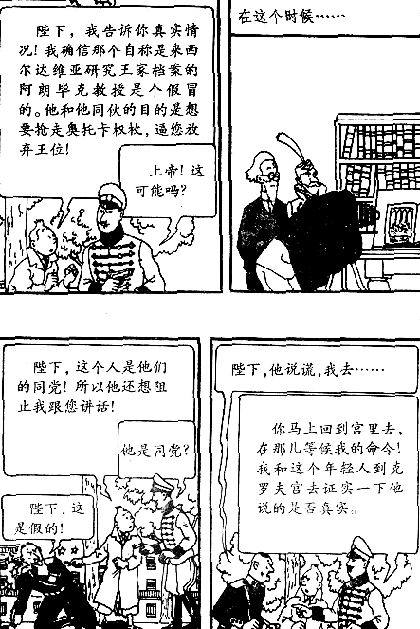 陛下，我告诉你真实情
况！我确信那个自称是来西
尔达维亚研究王家档案的
阿朗毕克教授是人假冒
的。他和他同伙的目的是想
要抢走奥托卡权杖，逼您放
弃王位！
上帝！这
可能吗？
在这个时候……
陛下，这个人是他们
的同党！所以他还想阻
止我跟您讲话！
他是同党？
陛下，这
是假的！
陛下，他说谎，我去……
你马上回到宫里去，
在那儿等候我的命令！
我和这个年轻人到克
罗夫宫去证实一下他
说的是否真实。